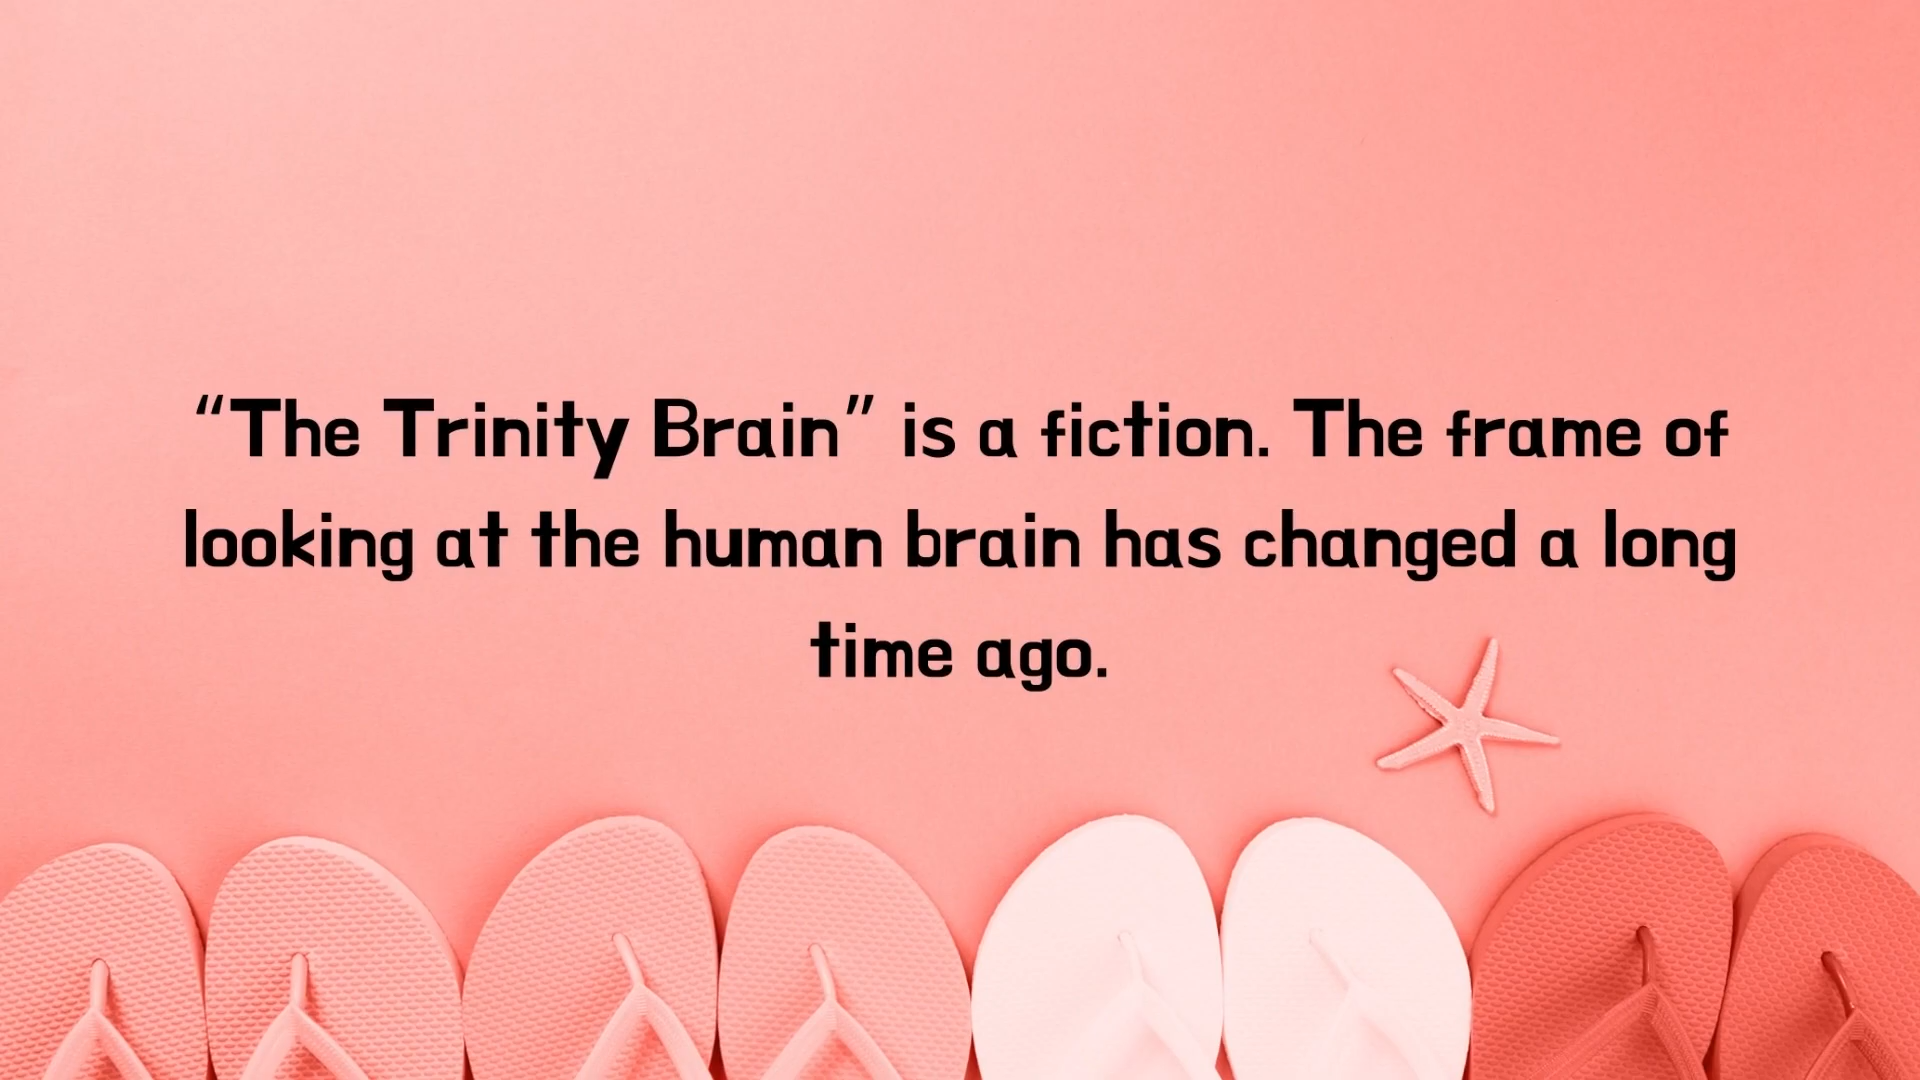 “The Trinity Brain” is a fiction. The frame of
looking at the human brain has changed a long
time ago.